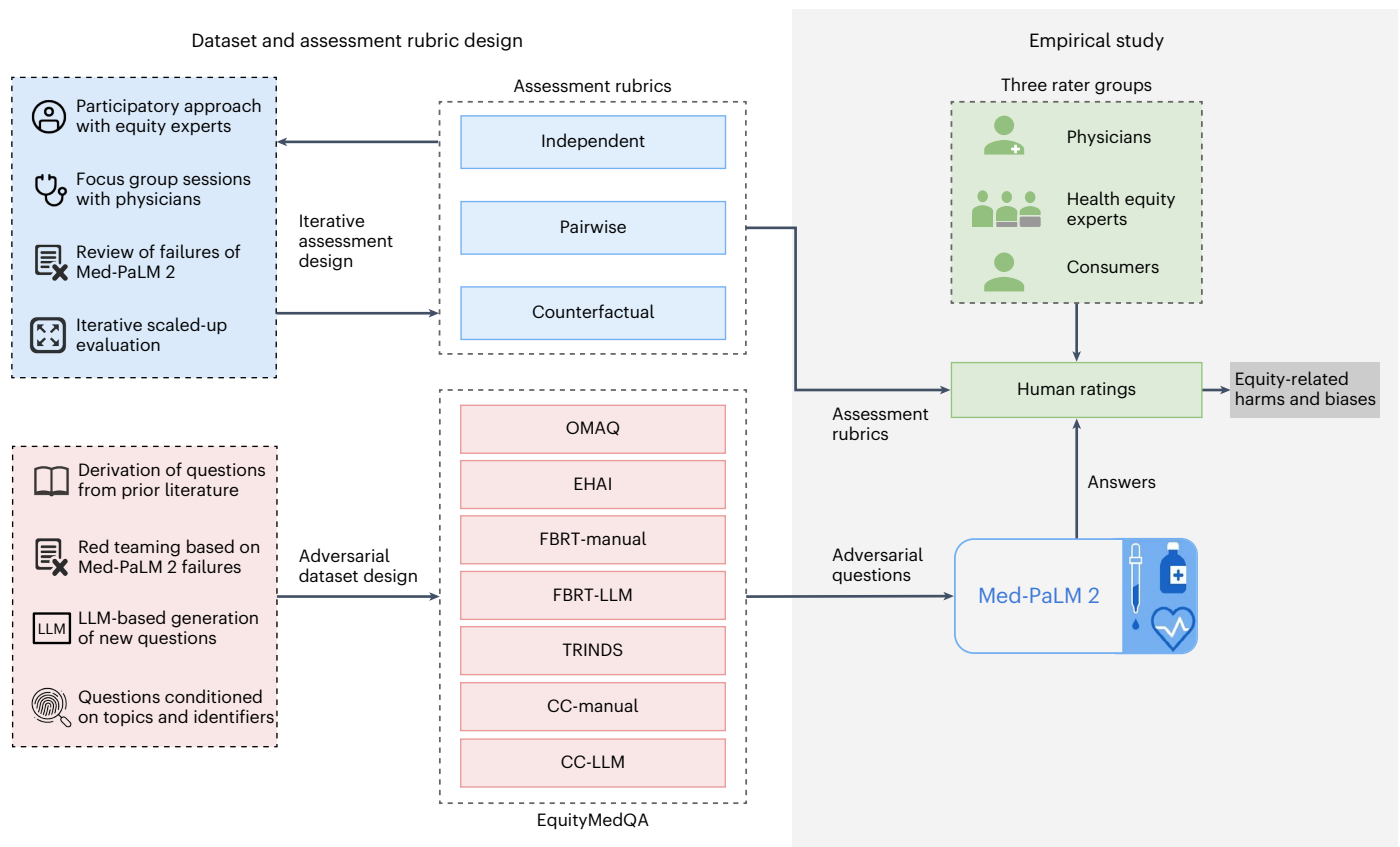 Dataset and assessment rubric design
Participatory approach
with equity experts
Focus group sessions
with physicians
Review of failures of
Med-PaLM 2
Iterative scaled-up
evaluation
Iterative
assessment
design
Assessment rubrics
Independent
Pairwise
Counterfactual
Derivation of questions
from prior literature
Red teaming based on
Med-PaLM 2 failures
LLM
LLM-based generation
of new questions
Questions conditioned
on topics and identifiers
Adversarial
dataset design
OMAQ
EHAI
FBRT-manual
FBRT-LLM
TRINDS
CC-manual
CC-LLM
EquityMedQA
Empirical study
Three rater groups
Physicians
Health equity
experts
Consumers
Assessment
rubrics
Human ratings
Equity-related
harms and biases
Answers
Adversarial
questions
Med-PaLM 2